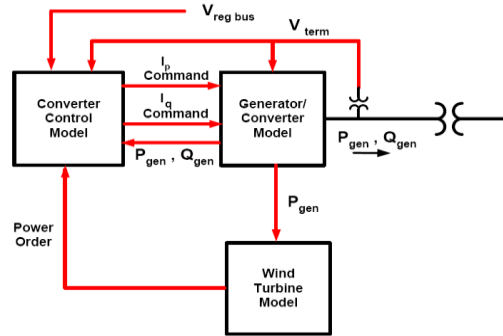 V reg bus
V term
I p
Command
I q
Command
Converter
Control
Model
Generator/
Converter
Model
P gen , Q gen
P gen , Q gen
P gen
Power
Order
Wind
Turbine
Model